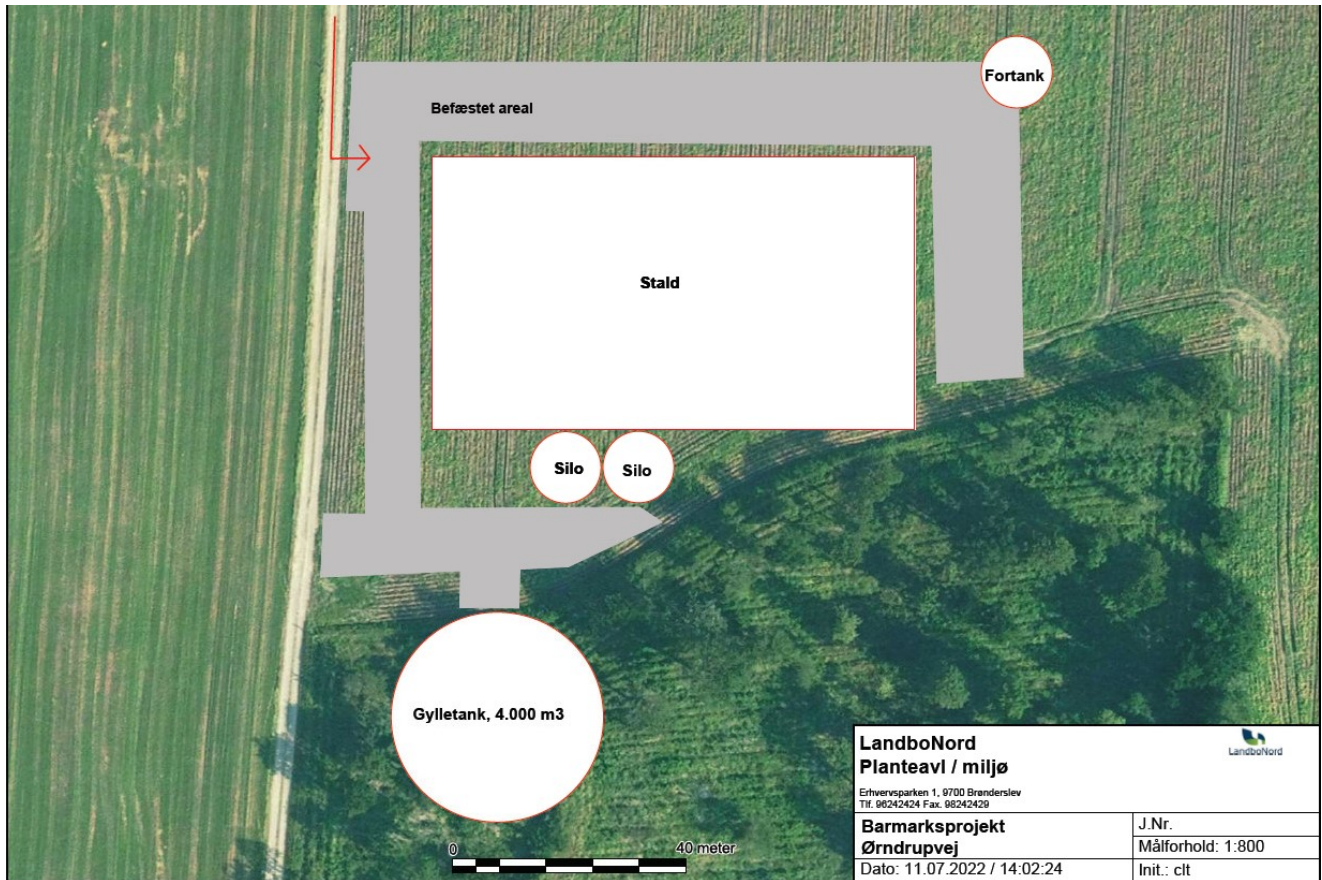 Fortank
Befæstet areal
Stald
Silo
Silo
Gylletank, 4.000 m3
0
40 meter
LandboNord
Planteavl / miljø
LandboNord
Erhvervsparken 1, 9700 Brønderslev
Tlf. 96242424 Fax. 98242429
Barmarksprojekt
Ørndrupvej
J.Nr.
Målforhold: 1:800
Dato: 11.07.2022 / 14:02:24
Init.: clt